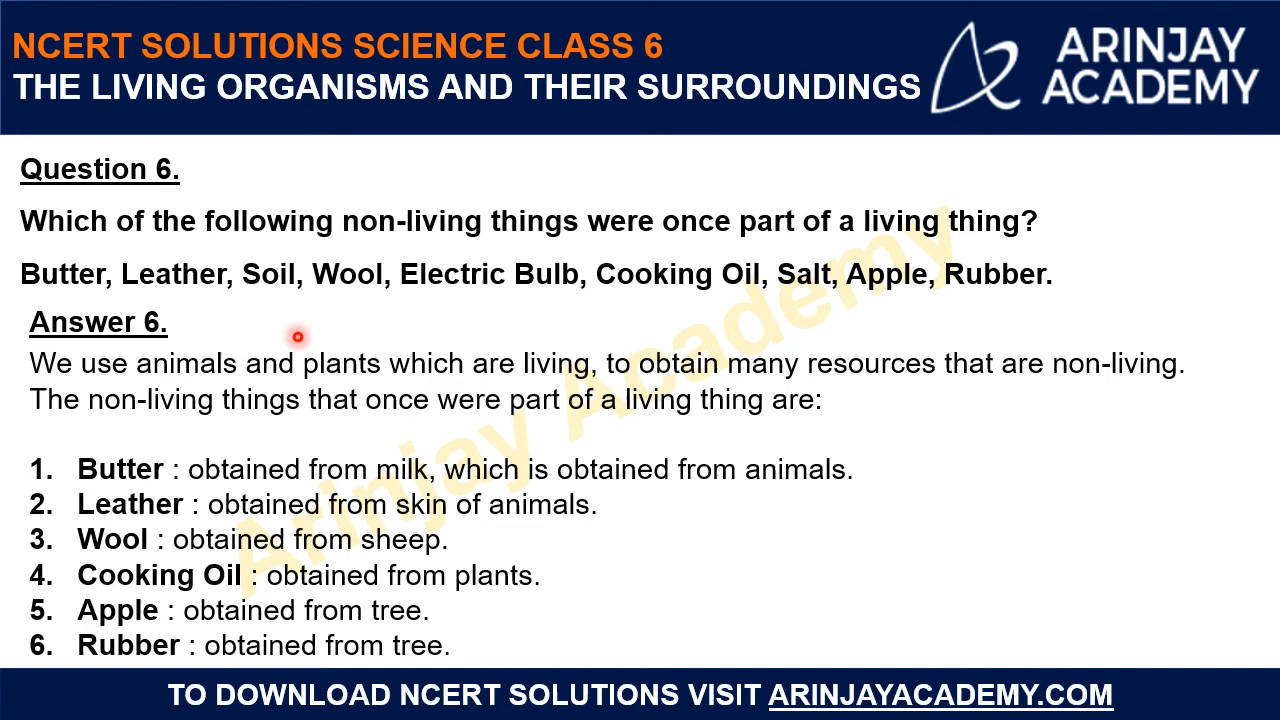 NCERT SOLUTIONS SCIENCE CLASS 6
THE LIVING ORGANISMS AND THEIR SURROUNDINGS
ARINJAY
ACADEMY
Question 6.
Which of the following non-living things were once part of a living thing?
Butter, Leather, Soil, Wool, Electric Bulb, Cooking Oil, Salt, Apple, Rubber.
Answer 6.
We use animals and plants which are living, to obtain many resources that are non-living.
The non-living things that once were part of a living thing are:
1. Butter : obtained from milk, which is obtained from animals.
2. Leather : obtained from skin of animals.
3. Wool : obtained from sheep.
4. Cooking Oil : obtained from plants.
5. Apple : obtained from tree.
6. Rubber : obtained from tree.
Arinjay Academy
TO DOWNLOAD NCERT SOLUTIONS VISIT ARINJAYACADEMY.COM